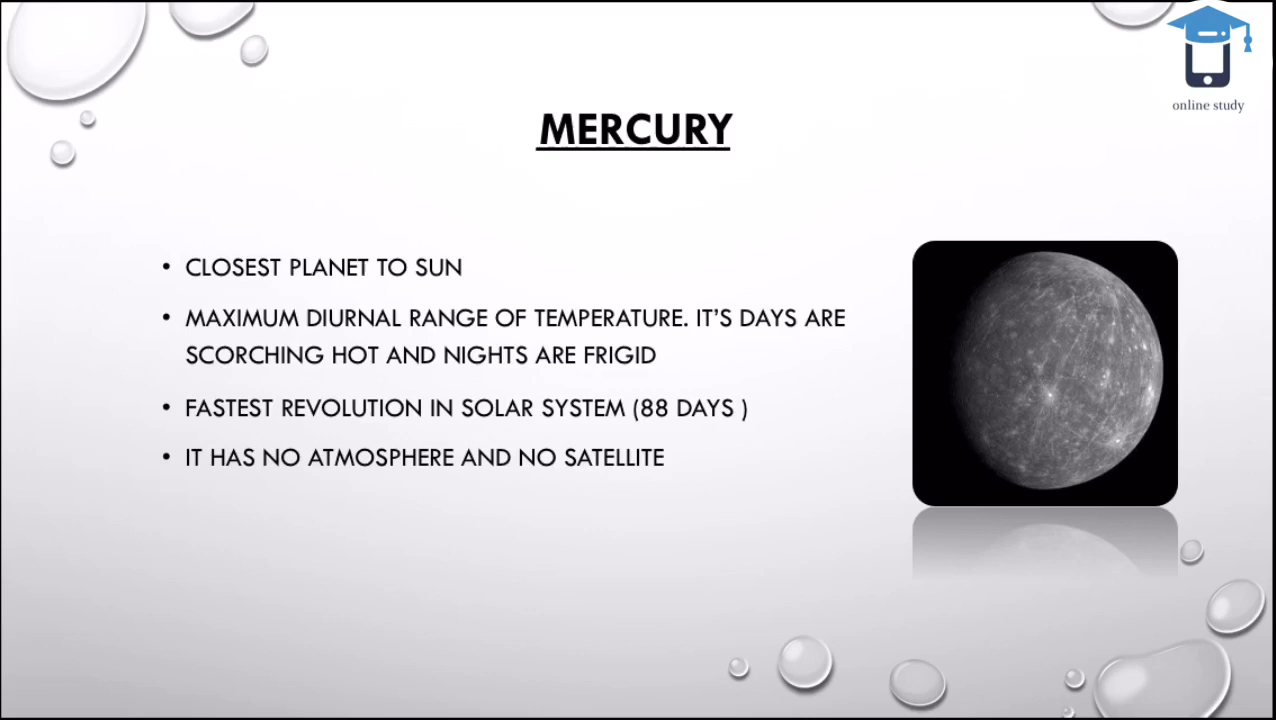 online study
MERCURY
• CLOSEST PLANET TO SUN
• MAXIMUM DIURNAL RANGE OF TEMPERATURE. IT'S DAYS ARE
SCORCHING HOT AND NIGHTS ARE FRIGID
• FASTEST REVOLUTION IN SOLAR SYSTEM (88 DAYS )
• IT HAS NO ATMOSPHERE AND NO SATELLITE